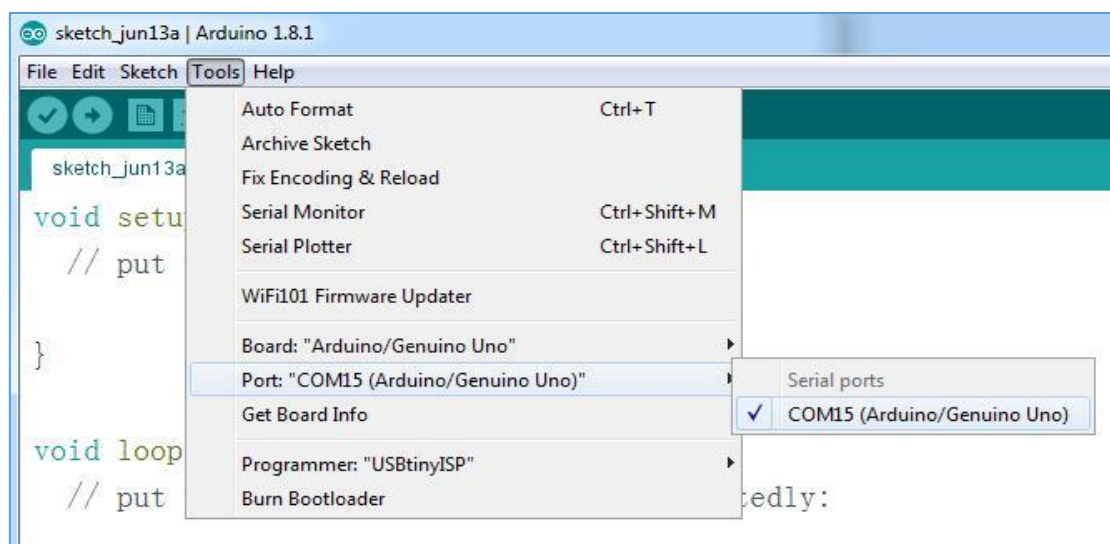 sketch_jun13a | Arduino 1.8.1
File Edit Sketch Tools Help
Auto Format Ctrl+T
Archive Sketch
sketch_jun13a
Fix Encoding & Reload
void setu
Serial Monitor Ctrl+Shift+M
Serial Plotter Ctrl+Shift+L
// put
WiFi101 Firmware Updater
}
Board: "Arduino/Genuino Uno"
Port: "COM15 (Arduino/Genuino Uno)"
Serial ports
Get Board Info
COM15 (Arduino/Genuino Uno)
void loop
Programmer: "USBtinyISP"
// put
Burn Bootloader
tedly: